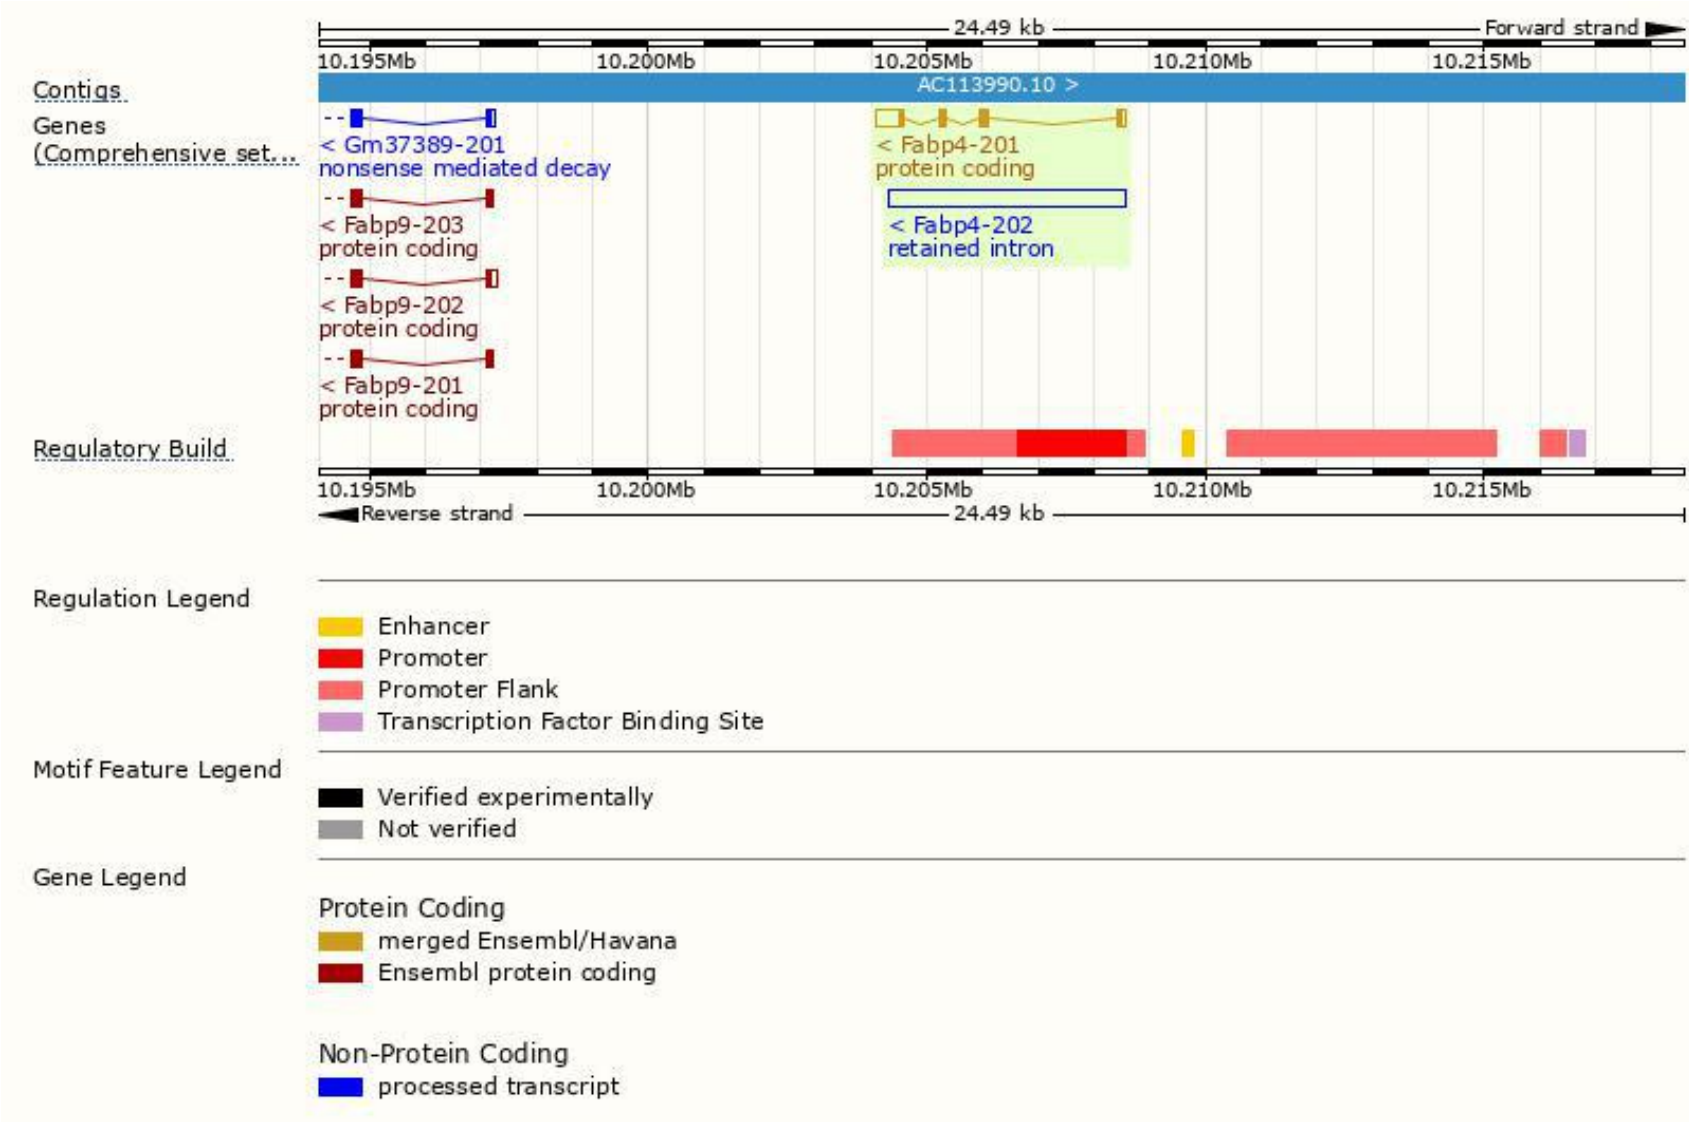 24.49 kb Forward strand
10.195Mb 10.200Mb 10.205Mb 10.210Mb 10.215Mb
Contigs AC113990.10 >
Genes
(Comprehensive set...
< Gm37389-201 < Fabp4-201
nonsense mediated decay protein coding
< Fabp9-203 < Fabp4-202
protein coding retained intron
< Fabp9-202
protein coding
< Fabp9-201
protein coding
Regulatory Build
10.195Mb 10.200Mb 10.205Mb 10.210Mb 10.215Mb
Reverse strand 24.49 kb
Regulation Legend
Enhancer
Promoter
Promoter Flank
Transcription Factor Binding Site
Motif Feature Legend
Verified experimentally
Not verified
Gene Legend
Protein Coding
merged Ensembl/Havana
Ensembl protein coding
Non-Protein Coding
processed transcript